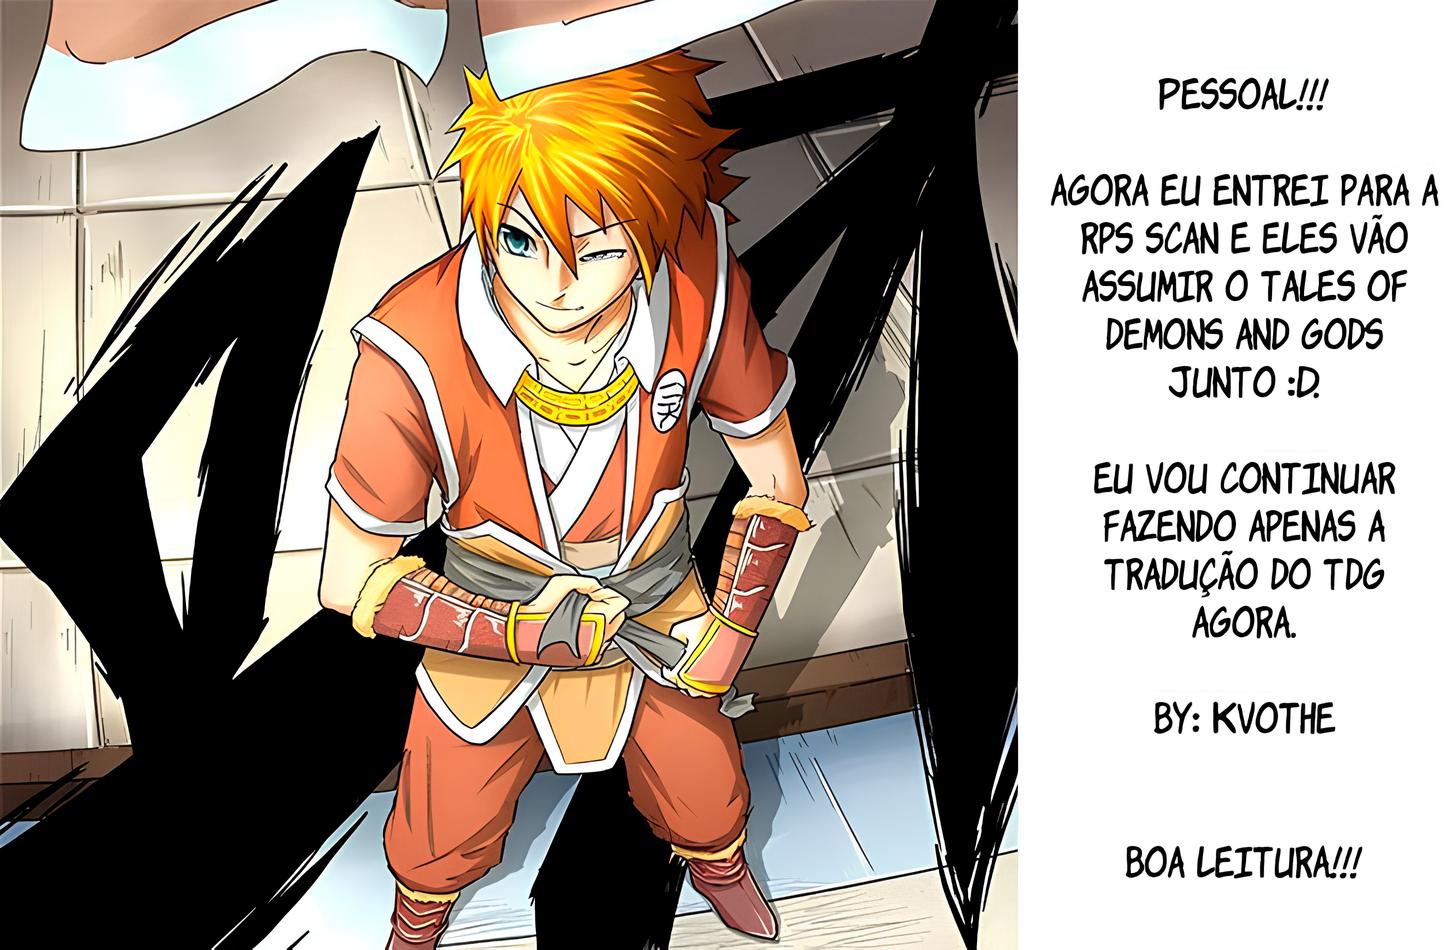 PESSOAL!!!
AGORA EU ENTREI PARA A
RPS SCAN E ELES VÃO
ASSUMIR O TALES OF
DEMONS AND GODS
JUNTO :D.
EU VOU CONTINUAR
FAZENDO APENAS A
TRADUÇÃO DO TDG
AGORA.
BY: KVOTHE
BOA LEITURA!!!